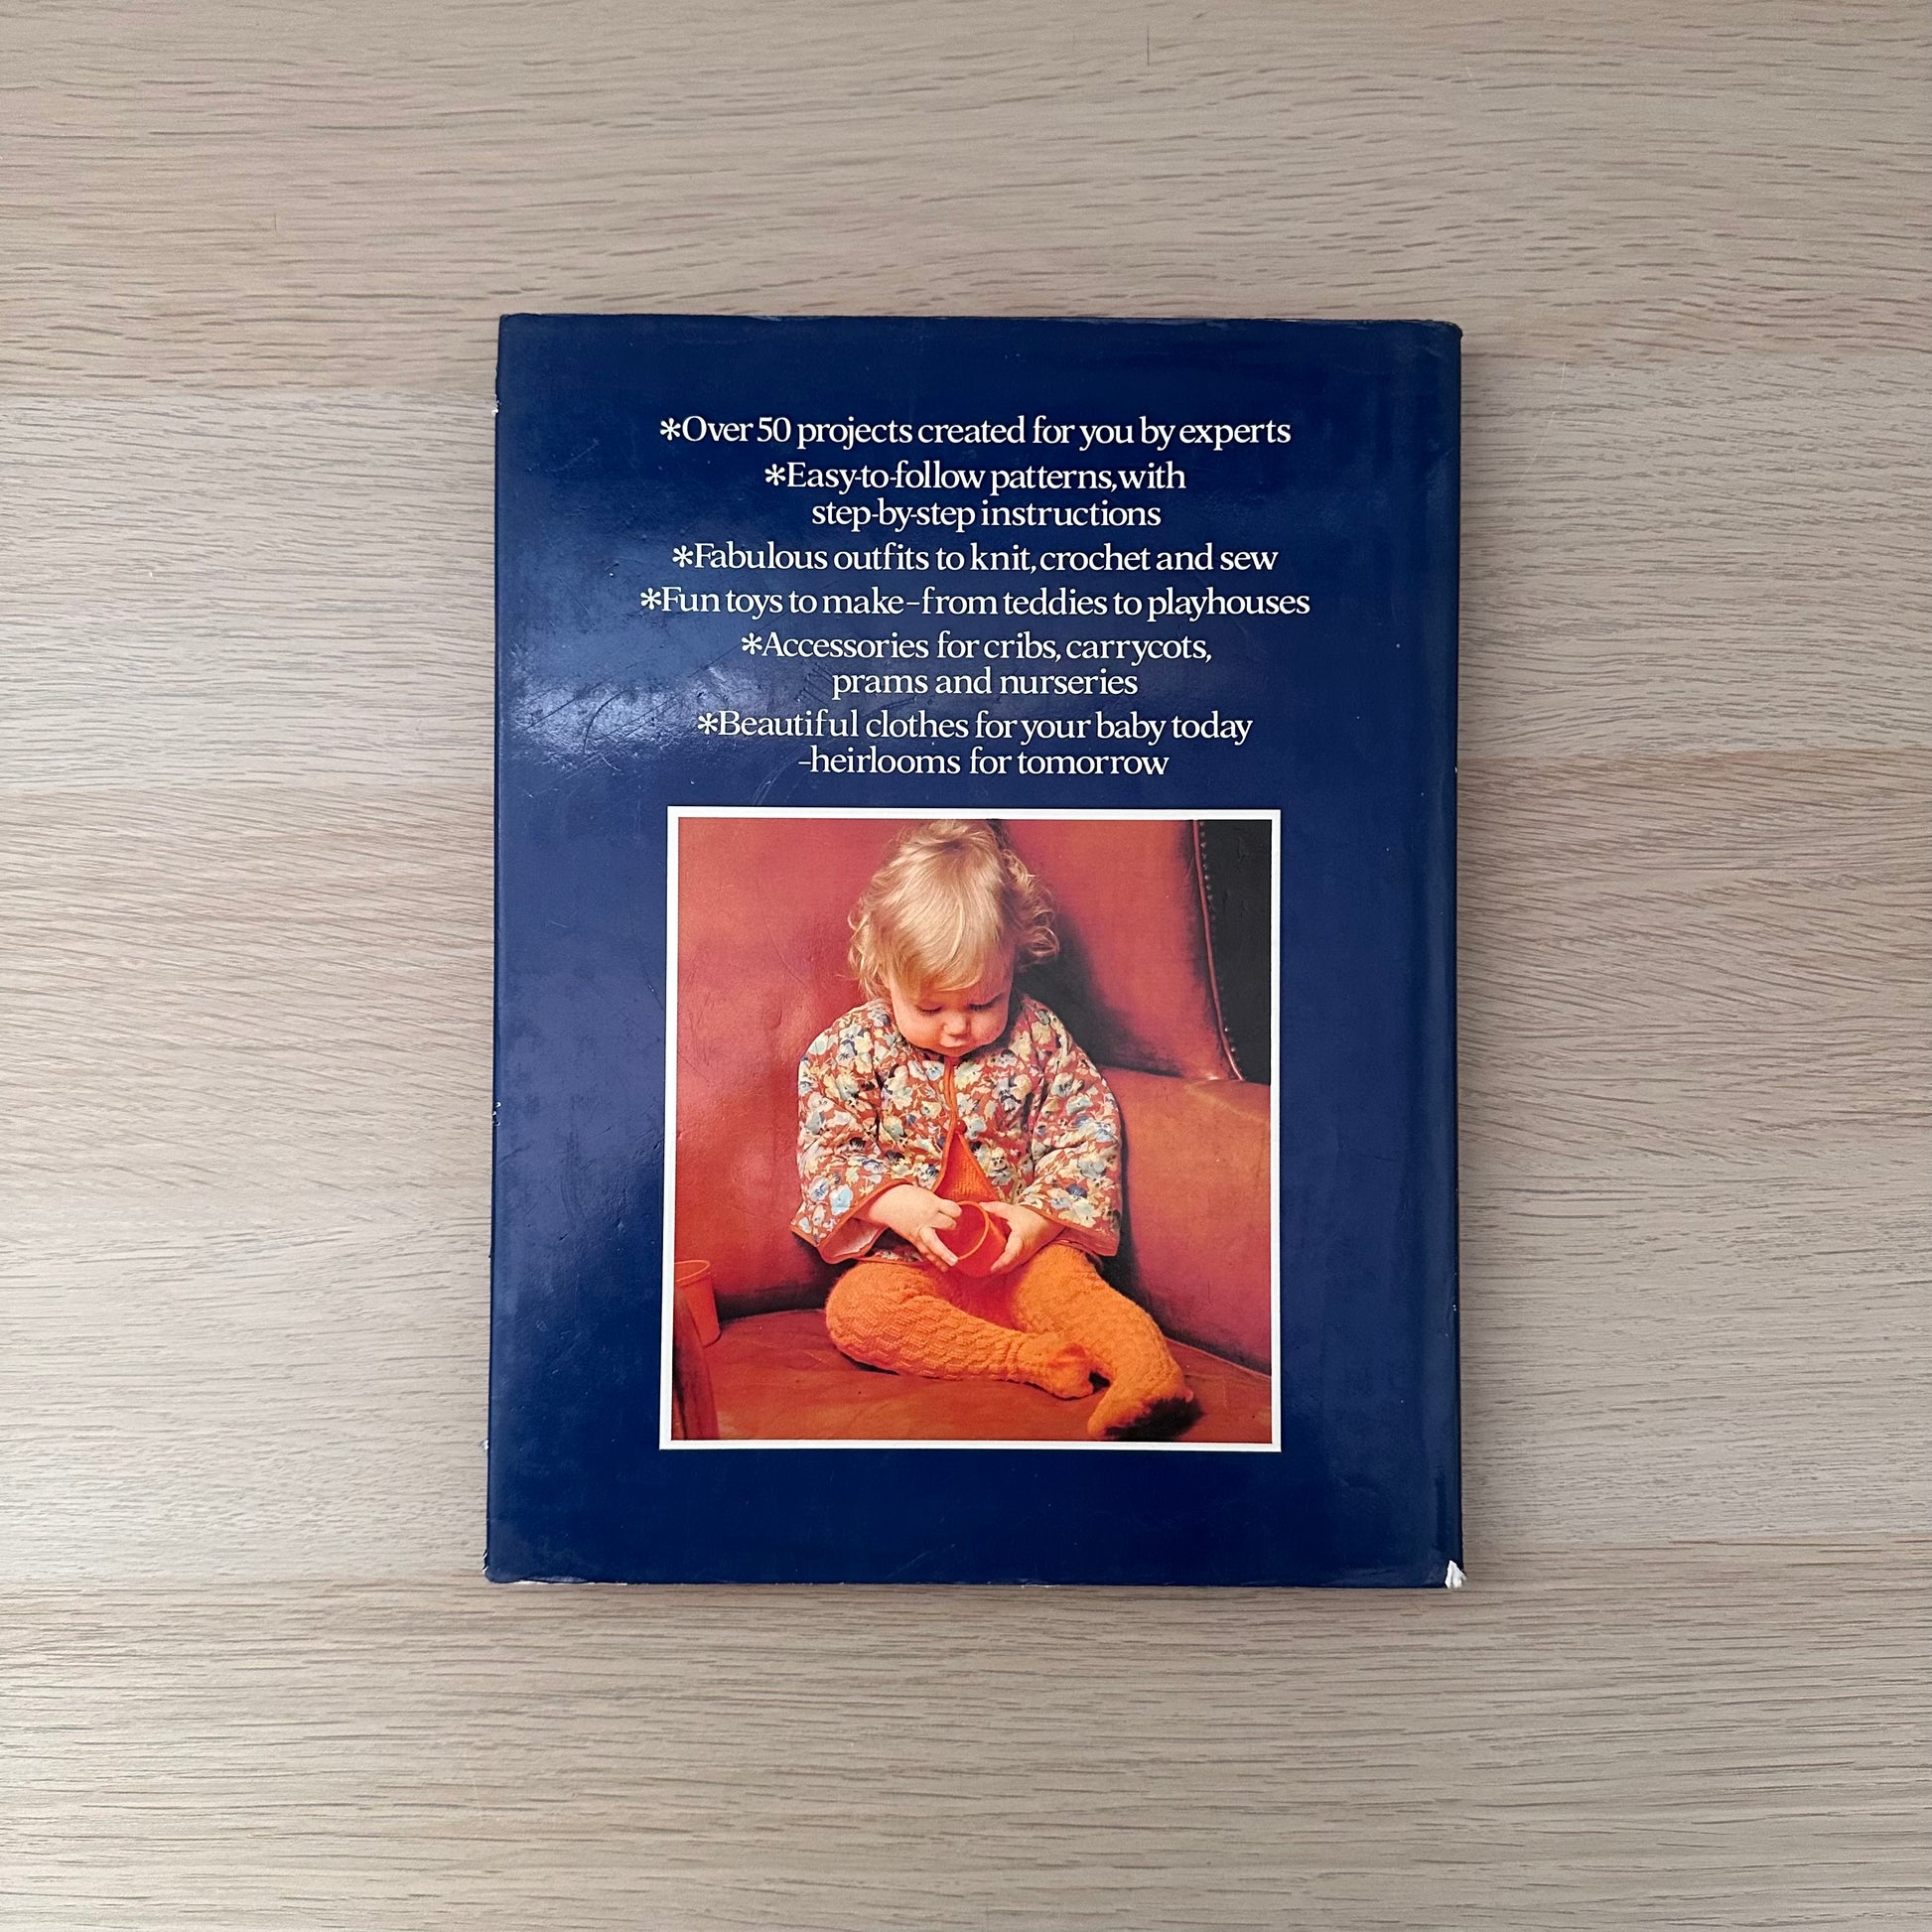 *Over 50 projects created for you by experts
*Easy-to-follow patterns, with
step-by-step instructions
*Fabulous outfits to knit, crochet and sew
*Fun toys to make–from teddies to playhouses
*Accessories for cribs, carrycots,
prams and nurseries
*Beautiful clothes for your baby today
–heirlooms for tomorrow